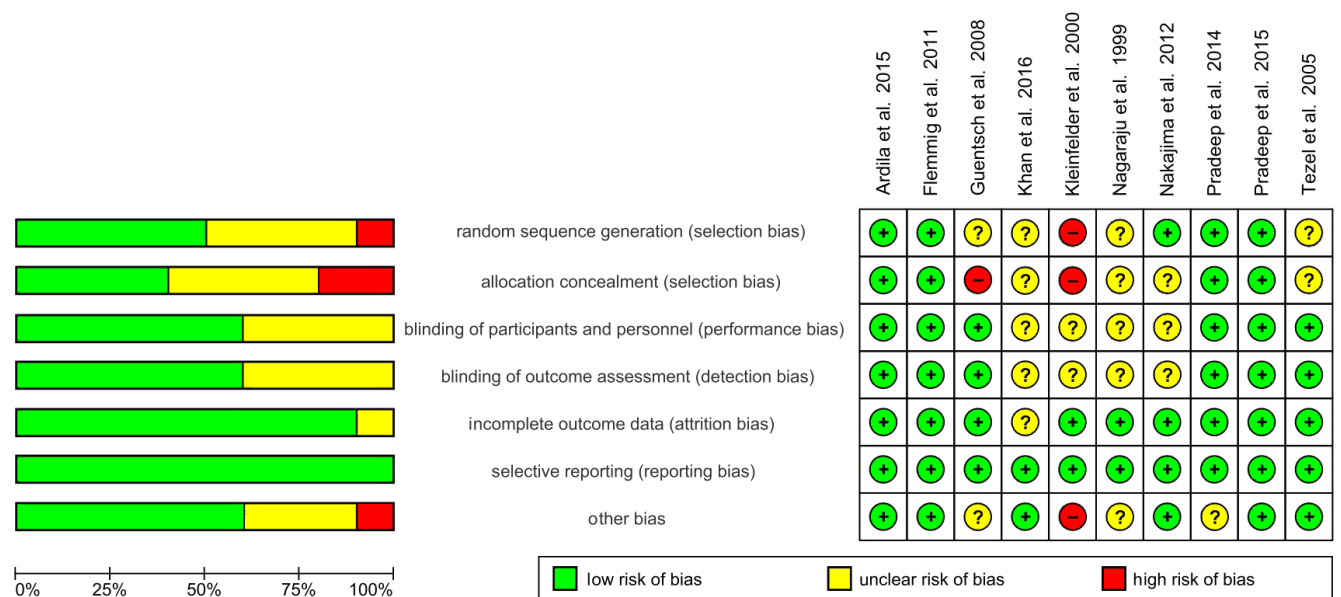 Ardila et al. 2015
Flemmig et al. 2011
Guentsch et al. 2008
Khan et al. 2016
Kleinfelder et al. 2000
Nagaraju et al. 1999
Nakajima et al. 2012
Pradeep et al. 2014
Pradeep et al. 2015
Tezel et al. 2005
random sequence generation (selection bias) + + ? ? − ? + + + ?
allocation concealment (selection bias) + + − ? − ? ? + + ?
blinding of participants and personnel (performance bias) + + + ? ? ? ? + + +
blinding of outcome assessment (detection bias) + + + ? ? ? ? + + +
incomplete outcome data (attrition bias) + + + ? + + + + + +
selective reporting (reporting bias) + + + + + + + + + +
other bias + + ? + − ? + ? + +
0% 25% 50% 75% 100%
low risk of bias unclear risk of bias high risk of bias